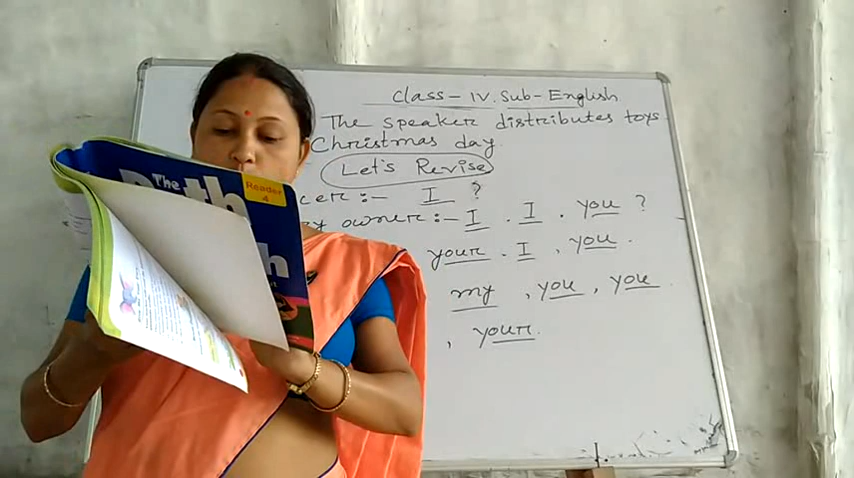 Class - IV. Sub - English
The speaker distributes toys
Christmas day.
Let's Revise
cer :- I ?
owner :- I . I . you ?
your . I , you .
my , you , you .
, your .
The
Reader
4